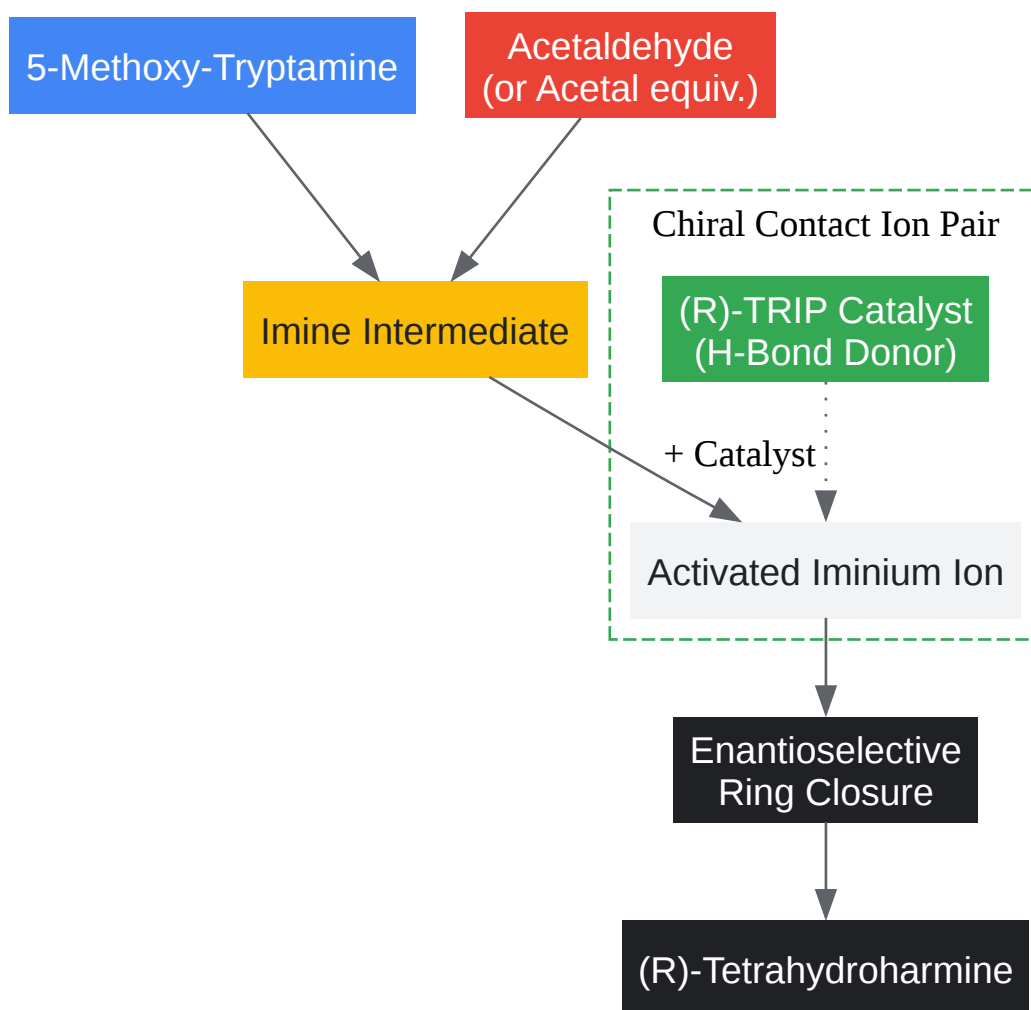 5-Methoxy-Tryptamine
Acetaldehyde
(or Acetal equiv.)
Chiral Contact Ion Pair
(R)-TRIP Catalyst
(H-Bond Donor)
Imine Intermediate
+ Catalyst
Activated Iminium Ion
Enantioselective
Ring Closure
(R)-Tetrahydroharmine